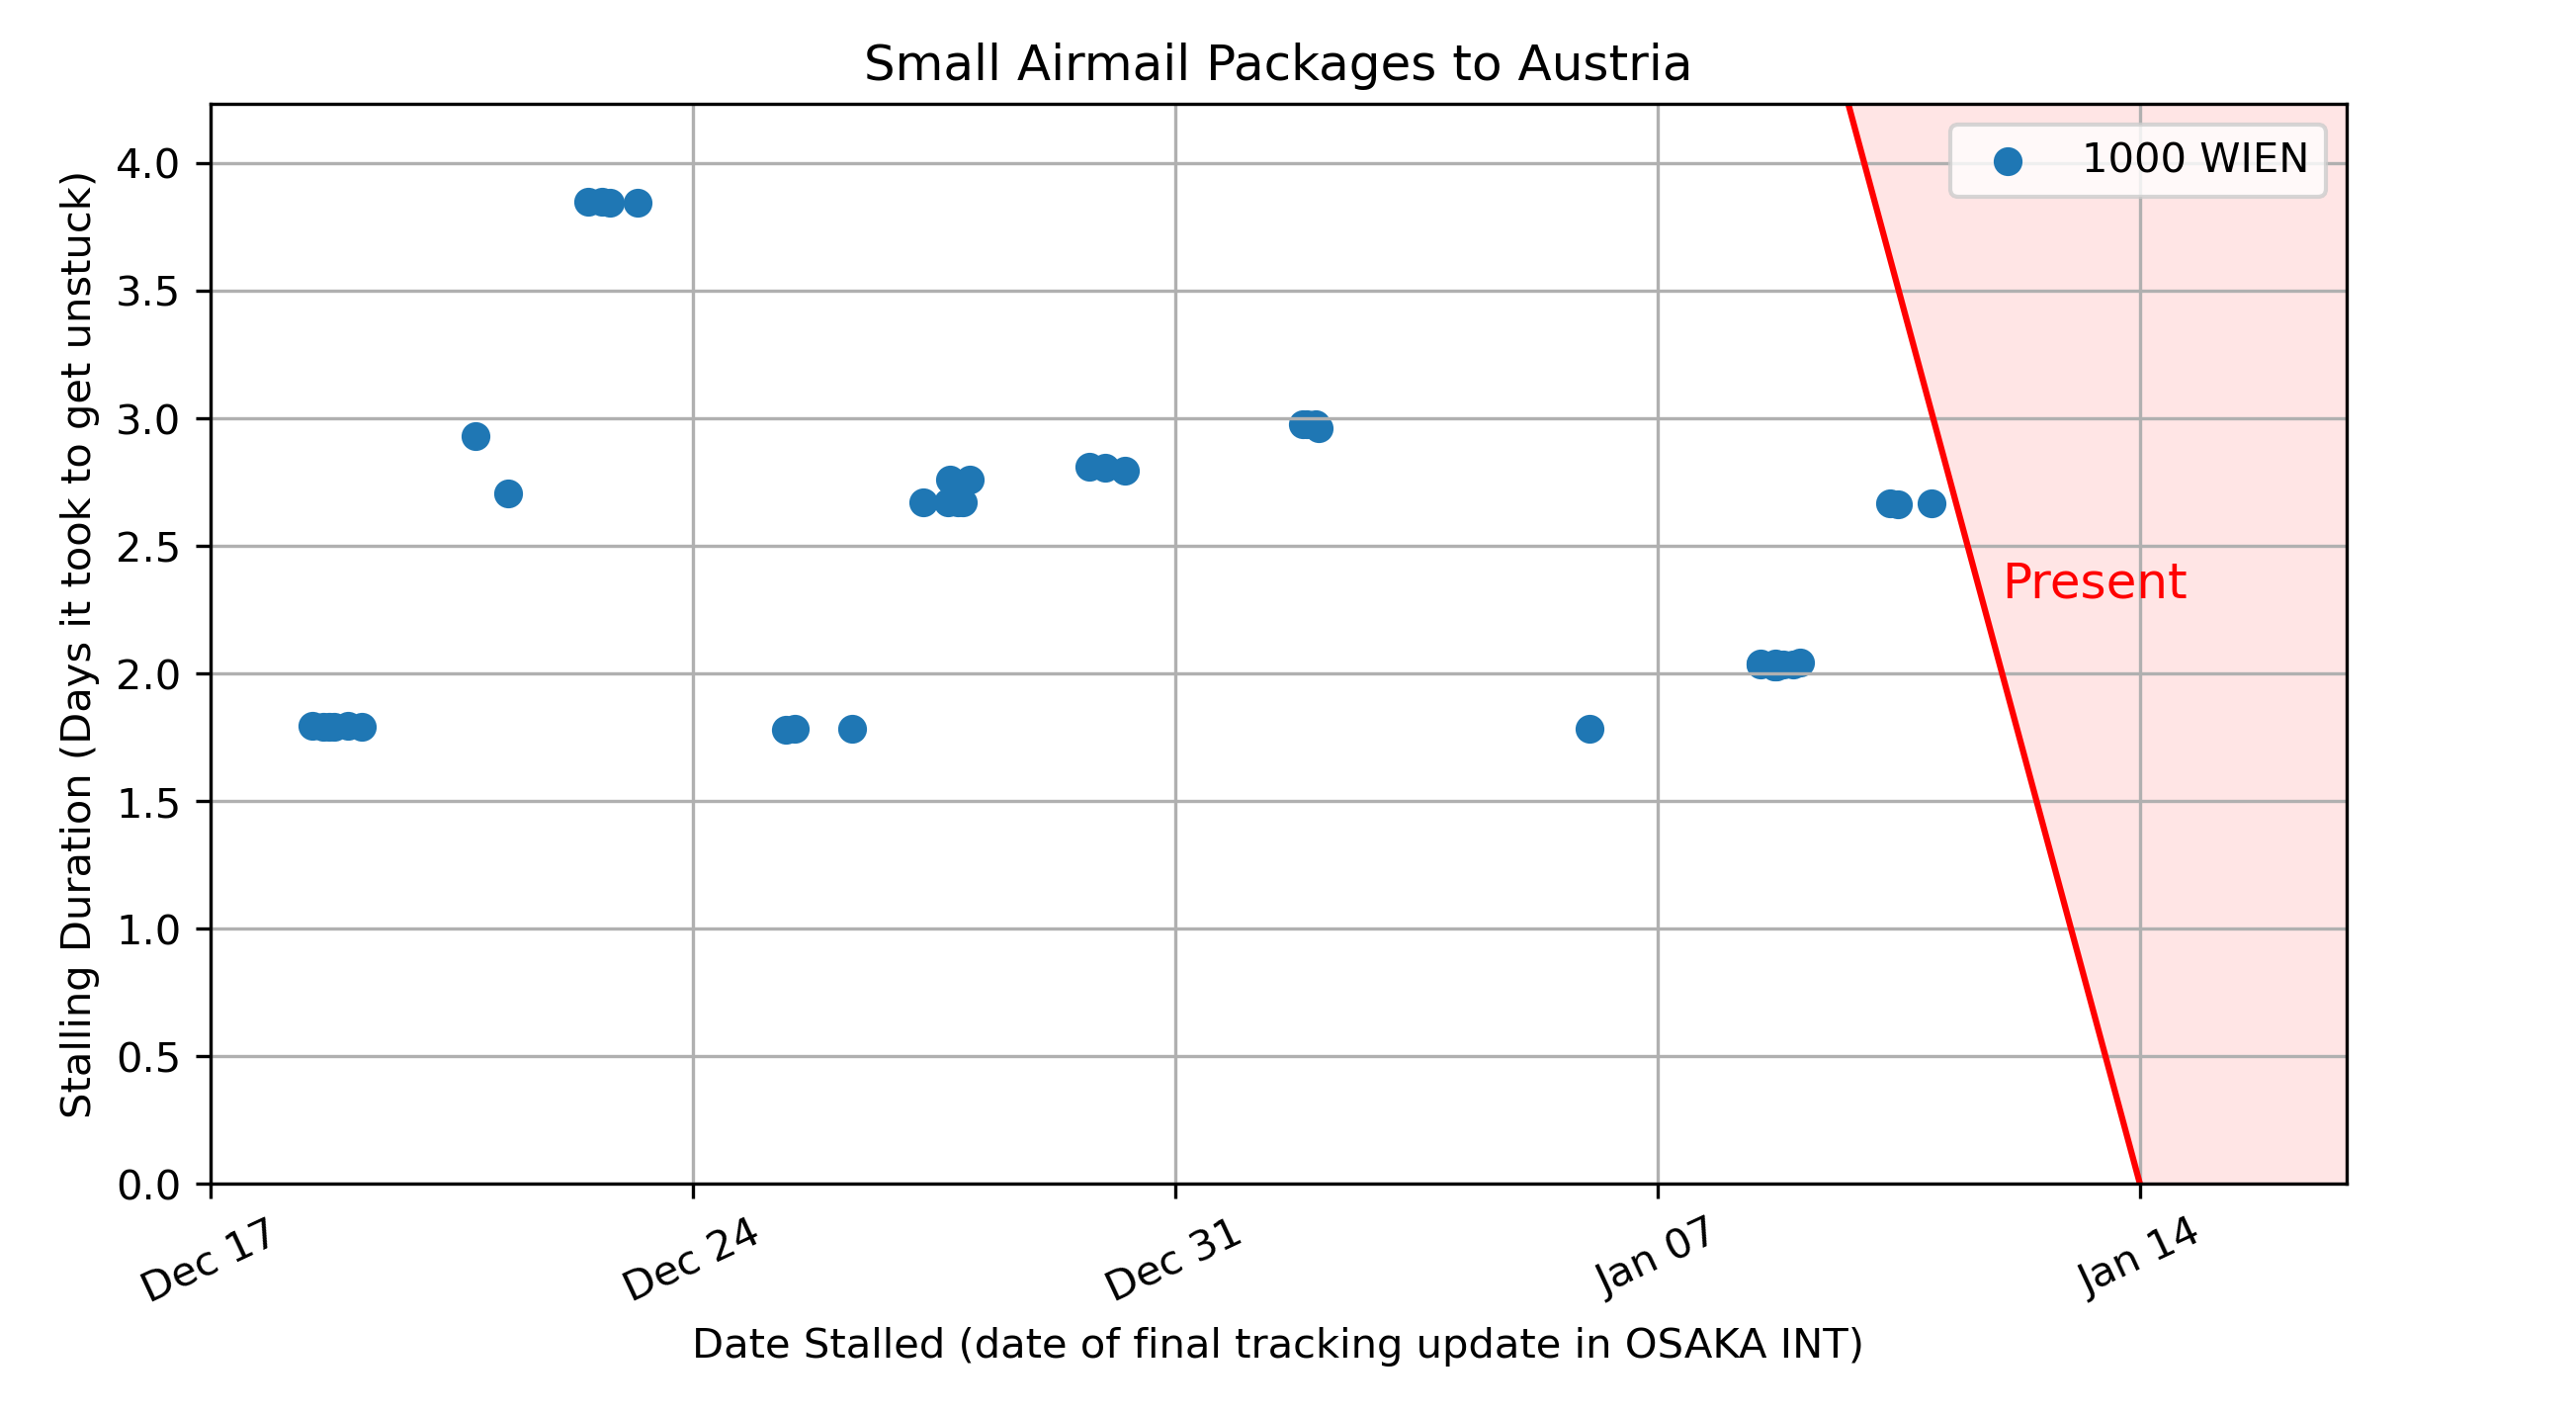 Small Airmail Packages to Austria
1000 WIEN
Present
Stalling Duration (Days it took to get unstuck)
4.0
3.5
3.0
2.5
2.0
1.5
1.0
0.5
0.0
Dec 17
Dec 24
Dec 31
Jan 07
Jan 14
Date Stalled (date of final tracking update in OSAKA INT)